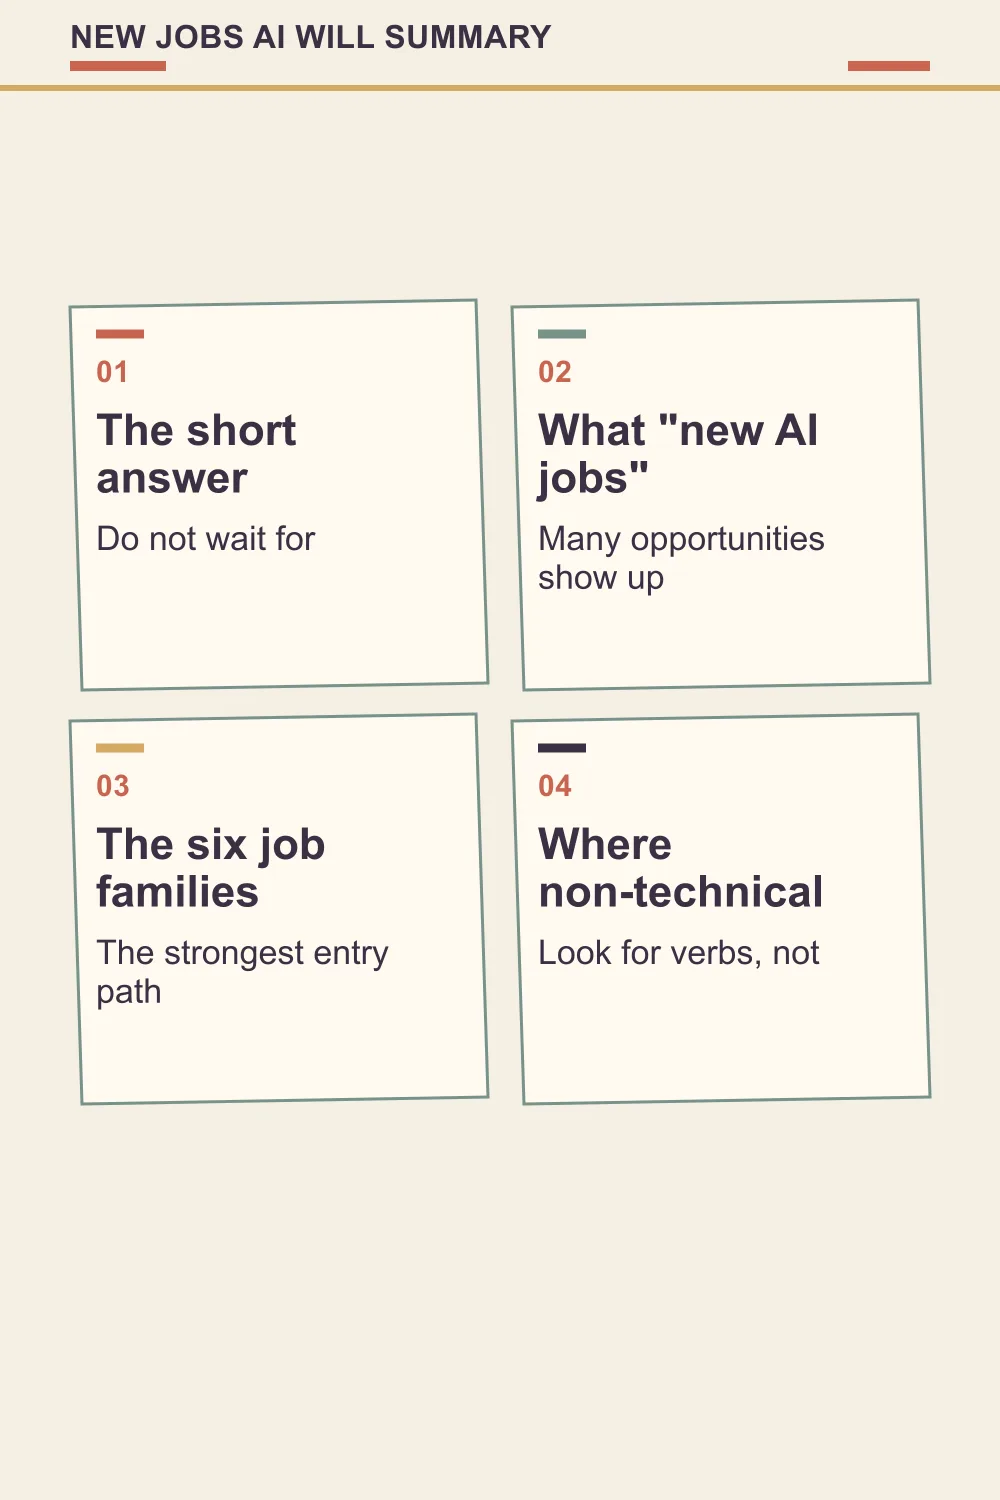 NEW JOBS AI WILL SUMMARY
01
The short
answer
Do not wait for
02
What "new AI
jobs"
Many opportunities
show up
03
The six job
families
The strongest entry
path
04
Where
non-technical
Look for verbs, not